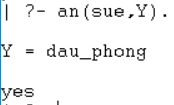 | ?- an(sue,Y).
Y = dau_phong
yes